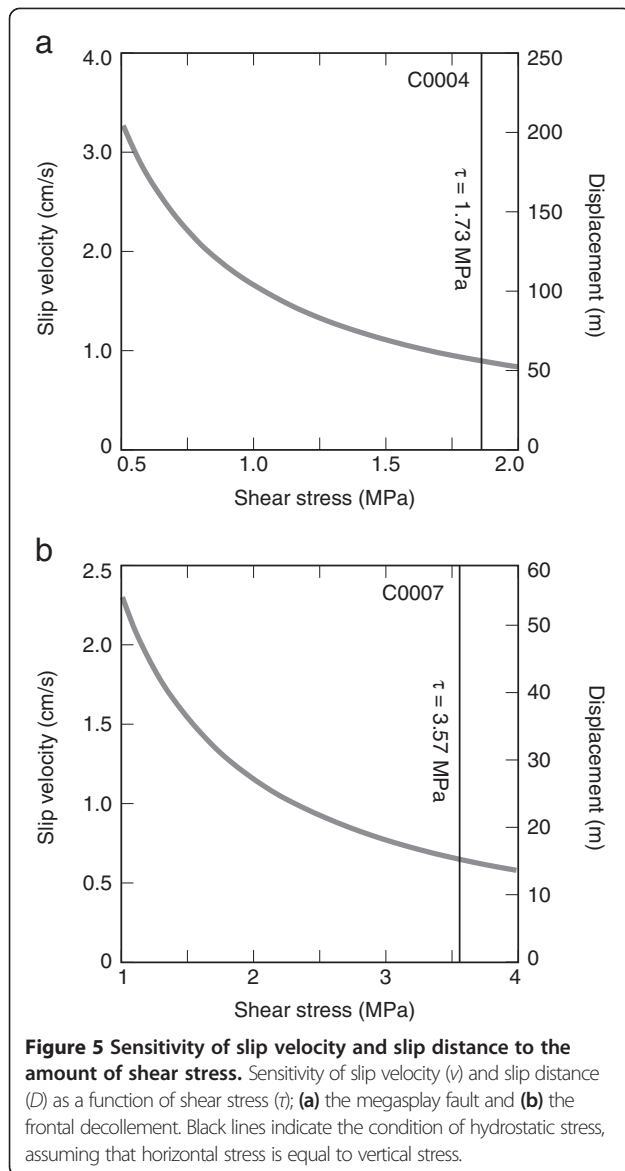 a
4.0
3.0
2.0
1.0
0
Slip velocity (cm/s)
0.5
1.0
1.5
2.0
Shear stress (MPa)
250
200
150
100
50
0
Displacement (m)
C0004
τ = 1.73 MPa
b
2.5
2.0
1.5
1.0
0.5
0
Slip velocity (cm/s)
1
2
3
4
Shear stress (MPa)
60
50
40
30
20
10
0
Displacement (m)
C0007
τ = 3.57 MPa
Figure 5 Sensitivity of slip velocity and slip distance to the
amount of shear stress. Sensitivity of slip velocity (v) and slip distance
(D) as a function of shear stress (τ); (a) the megasplay fault and (b) the
frontal decollement. Black lines indicate the condition of hydrostatic stress,
assuming that horizontal stress is equal to vertical stress.